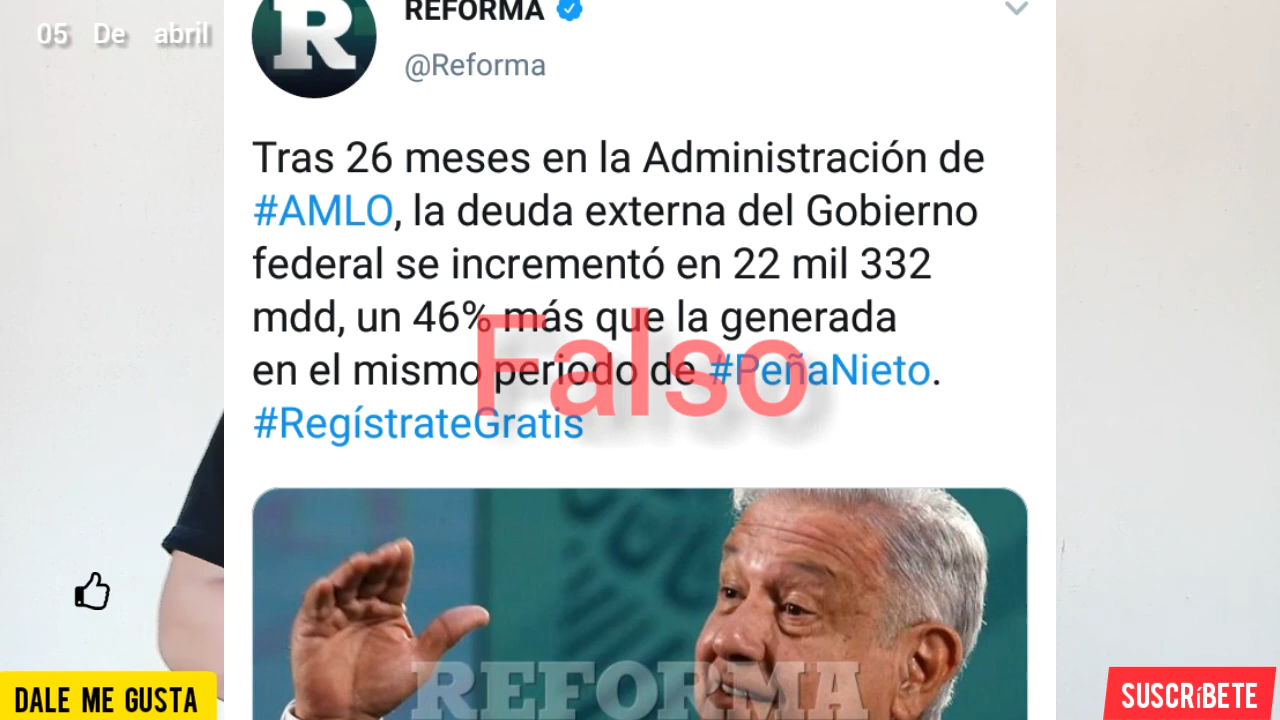 05 De abril
REFORMA
@Reforma
Tras 26 meses en la Administración de
#AMLO, la deuda externa del Gobierno
federal se incrementó en 22 mil 332
mdd, un 46% más que la generada
en el mismo periodo de #PeñaNieto.
#RegístrateGratis
Falso
R
REFORMA
DALE ME GUSTA
SUSCRíBETE